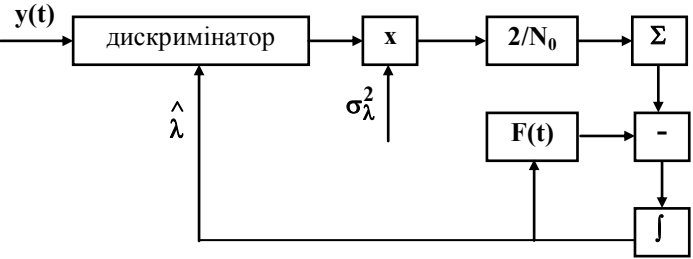 y(t)
дискримінатор
x
2/N₀
Σ
λ̂
σ²λ
F(t)
-
∫